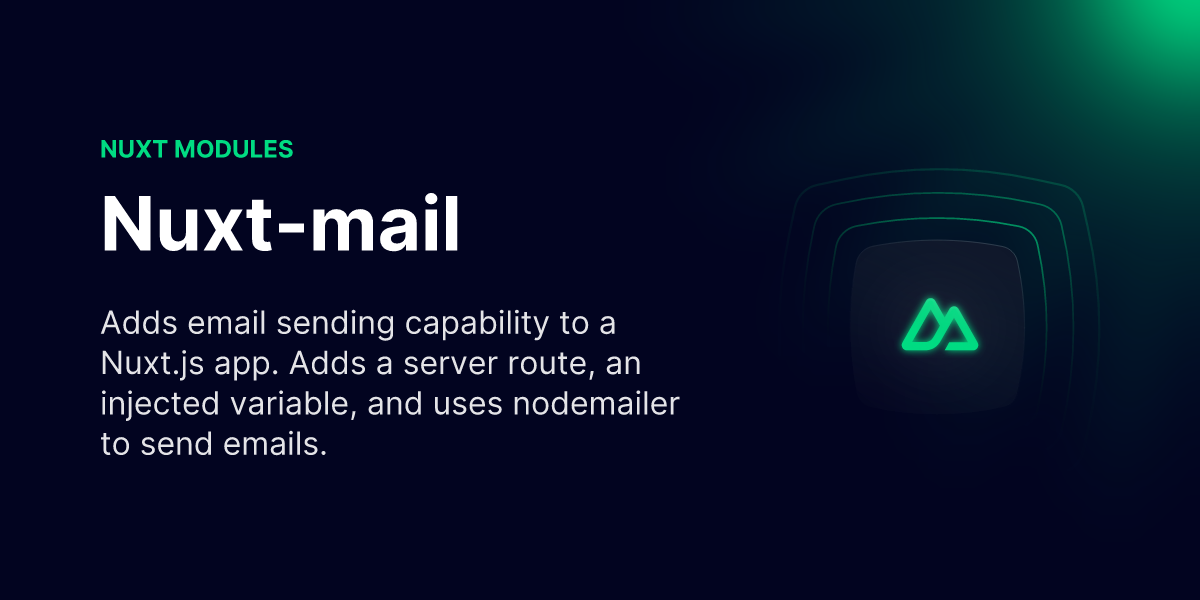 NUXT MODULES
Nuxt-mail
Adds email sending capability to a
Nuxt.js app. Adds a server route, an
injected variable, and uses nodemailer
to send emails.